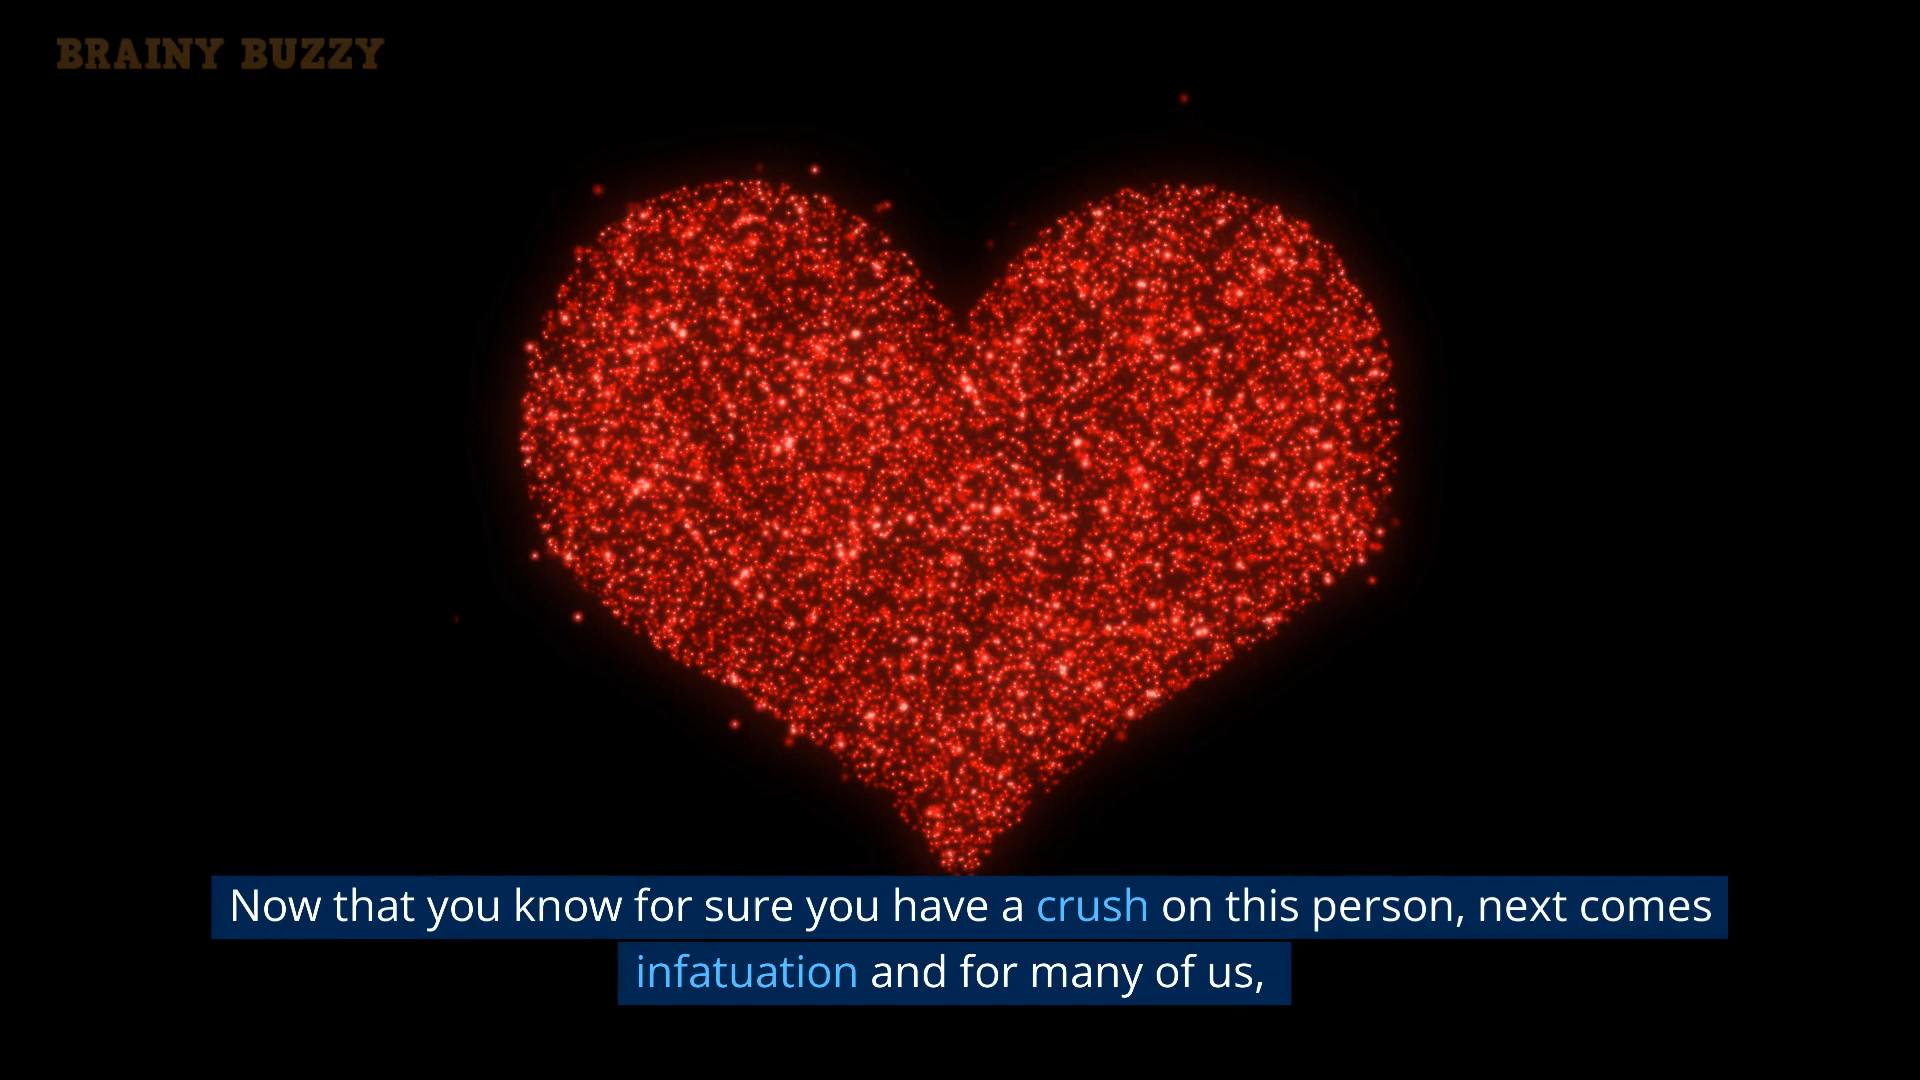 BRAINY BUZZY
Now that you know for sure you have a crush on this person, next comes
infatuation and for many of us,